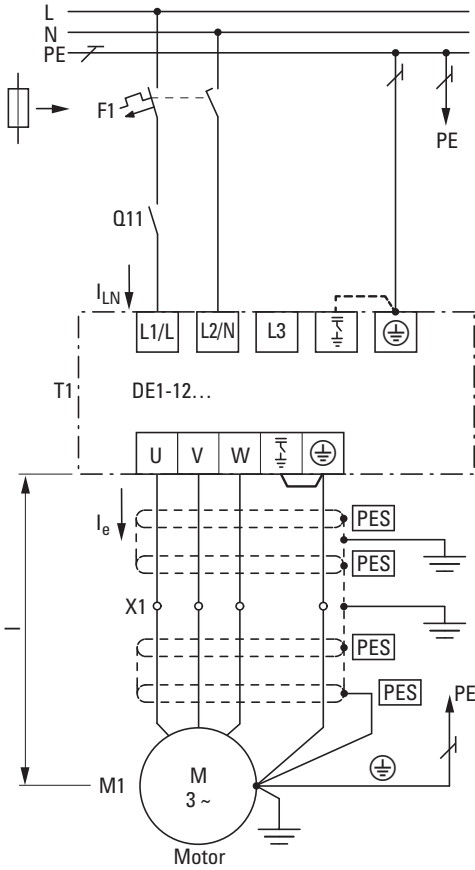 L
N
PE
F1
PE
Q11
I_LN
L1/L L2/N L3
T1
DE1-12...
U V W
I_e
PES
PES
X1
l
PES
PES
PE
M1
M
3 ~
Motor